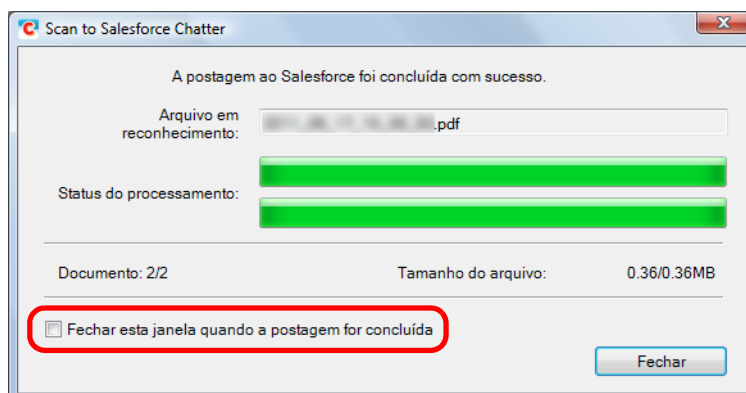 Scan to Salesforce Chatter
A postagem ao Salesforce foi concluída com sucesso.
Arquivo em
reconhecimento:
.pdf
Status do processamento:
Documento: 2/2 Tamanho do arquivo: 0.36/0.36MB
Fechar esta janela quando a postagem for concluída
Fechar